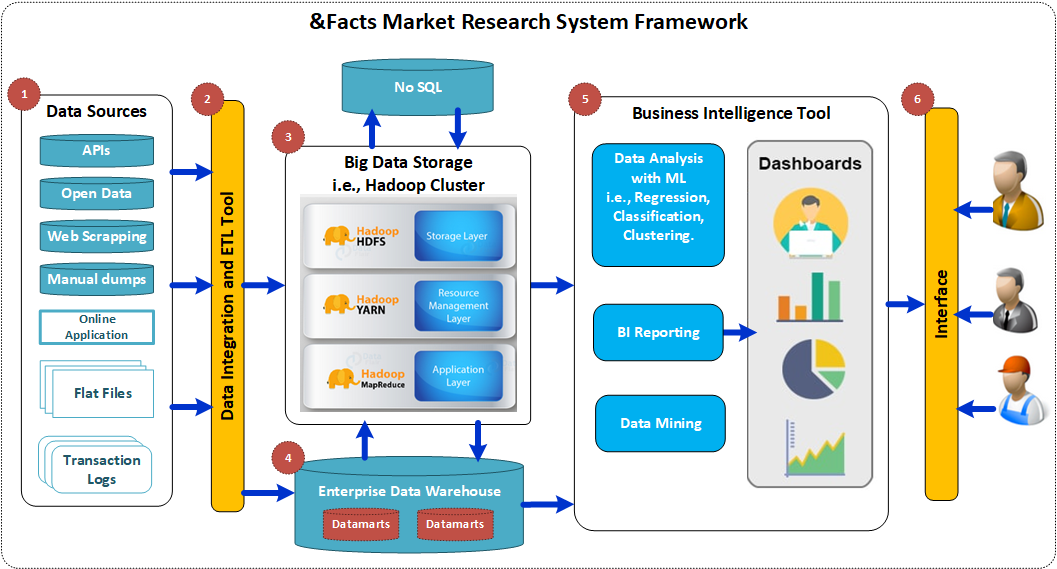 &Facts Market Research System Framework
1
Data Sources
APIs
Open Data
Web Scrapping
Manual dumps
Online
Application
Flat Files
Transaction
Logs
2
Data Integration and ETL Tool
No SQL
3
Big Data Storage
i.e., Hadoop Cluster
Hadoop
HDFS
Storage Layer
Hadoop
YARN
Resource
Management
Layer
Hadoop
MapReduce
Application
Layer
4
Enterprise Data Warehouse
Datamarts
Datamarts
5
Business Intelligence Tool
Data Analysis
with ML
i.e., Regression,
Classification,
Clustering.
BI Reporting
Data Mining
Dashboards
6
Interface